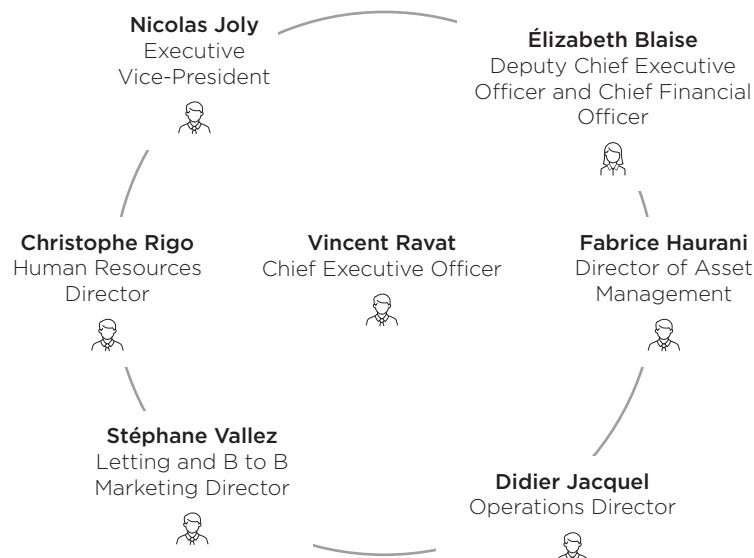 Nicolas Joly
Executive
Vice-President
Élizabeth Blaise
Deputy Chief Executive
Officer and Chief Financial
Officer
Christophe Rigo
Human Resources
Director
Vincent Ravat
Chief Executive Officer
Fabrice Haurani
Director of Asset
Management
Stéphane Vallez
Letting and B to B
Marketing Director
Didier Jacquel
Operations Director